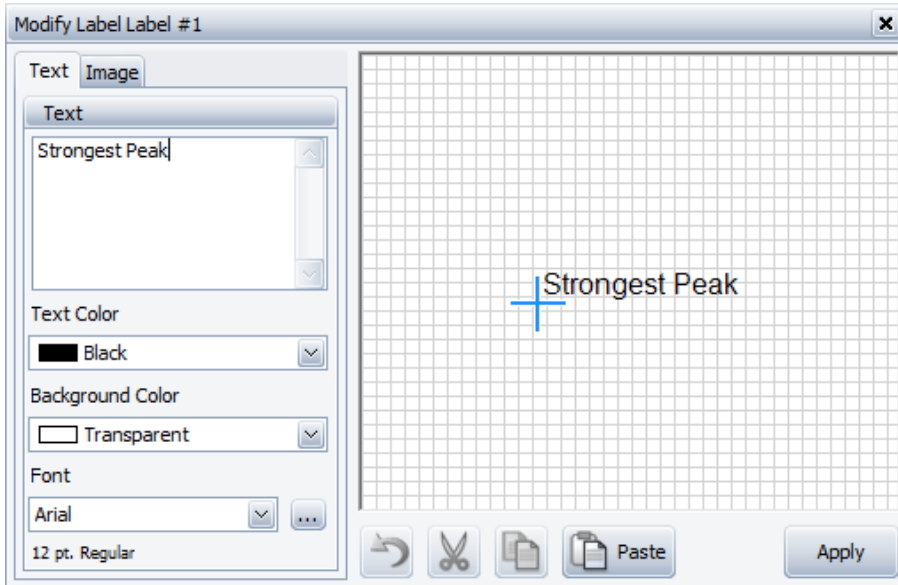 Modify Label Label #1
Text Image
Text
Strongest Peak
Text Color
Black
Background Color
Transparent
Font
Arial
...
12 pt. Regular
Strongest Peak
Paste
Apply